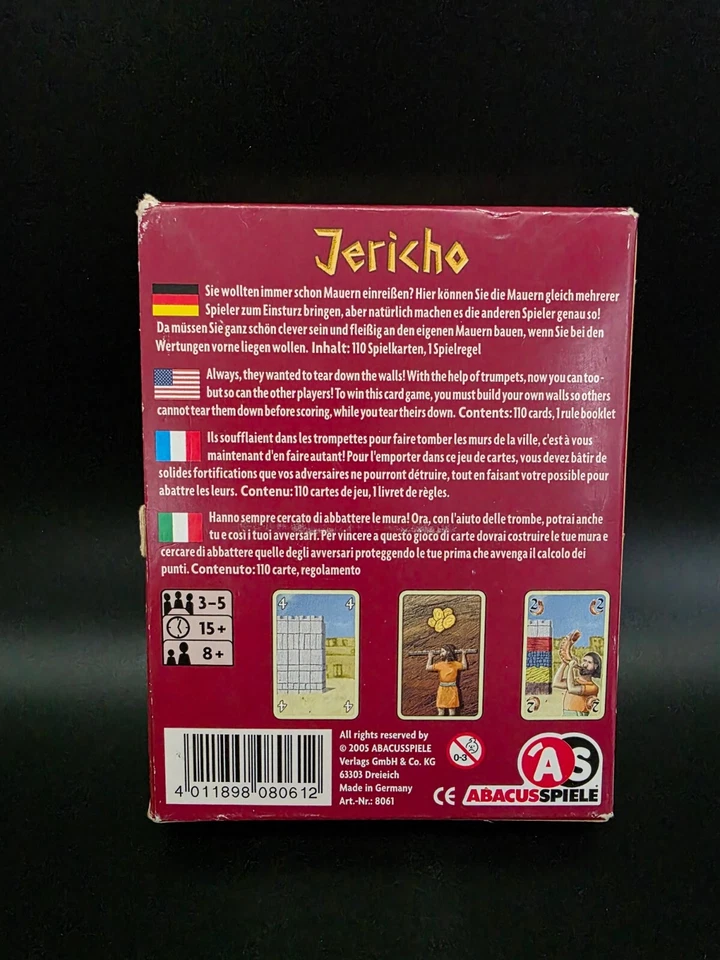 Jericho
Sie wollten immer schon Mauern einreißen? Hier können Sie die Mauern gleich mehrerer
Spieler zum Einsturz bringen, aber natürlich machen es die anderen Spieler genau so!
Da müssen Sie ganz schön clever sein und fleißig an den eigenen Mauern bauen, wenn Sie bei den
Wertungen vorne liegen wollen. Inhalt: 110 Spielkarten, 1 Spielregel
Always, they wanted to tear down the walls! With the help of trumpets, now you can too -
but so can the other players! To win this card game, you must build your own walls so others
cannot tear them down before scoring, while you tear theirs down. Contents: 110 cards, 1 rule booklet
Ils soufflaient dans les trompettes pour faire tomber les murs de la ville, c'est à vous
maintenant d'en faire autant! Pour l'emporter dans ce jeu de cartes, vous devez bâtir de
solides fortifications que vos adversaires ne pourront détruire, tout en faisant votre possible pour
abattre les leurs. Contenu: 110 cartes de jeu, 1 livret de règles.
Hanno sempre cercato di abbattere le mura! Ora, con l'aiuto delle trombe, potrai anche
tu e così i tuoi avversari. Per vincere a questo gioco di carte dovrai costruire le tue mura e
cercare di abbattere quelle degli avversari proteggendo le tue prima che avvenga il calcolo dei
punti. Contenuto: 110 carte, regolamento
3-5
15+
8+
4 4
4 4
2 2
2 2
4 011898 080612
All rights reserved by
© 2005 ABACUSSPIELE
Verlags GmbH & Co. KG
63303 Dreieich
Made in Germany
Art.-Nr.: 8061
0-3
CE
AS
ABACUSSPIELE